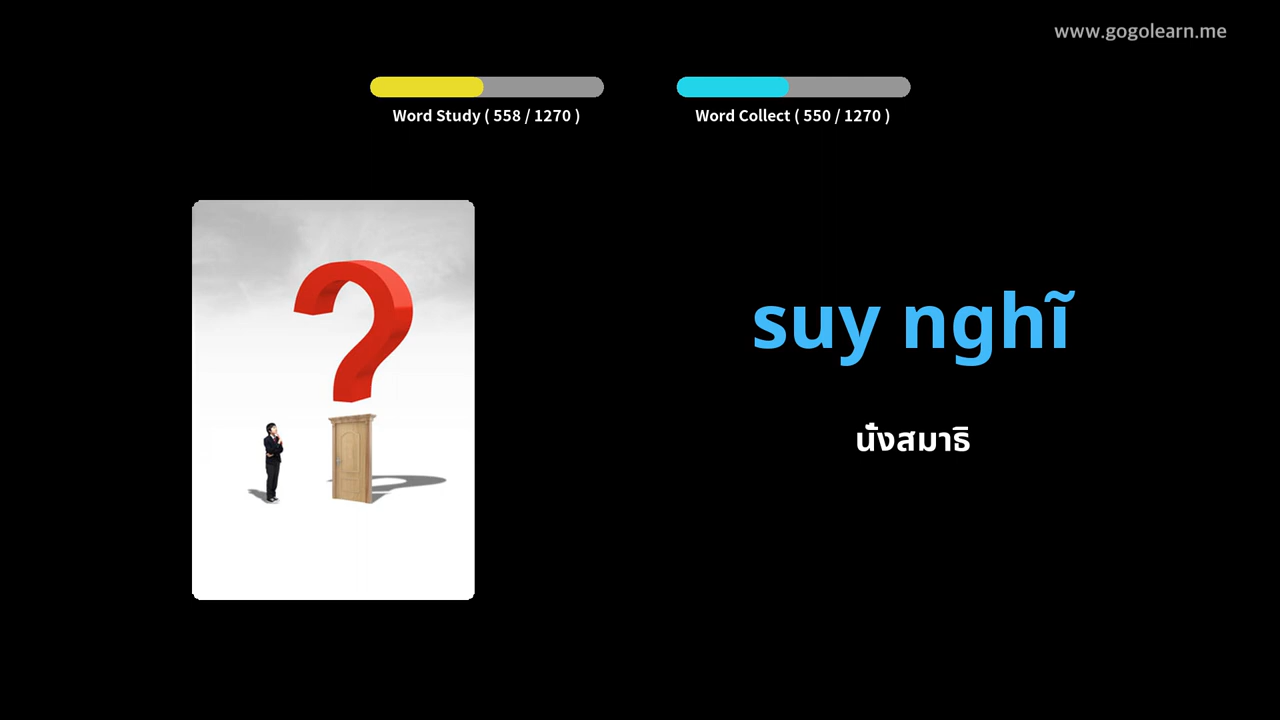 www.gogolearn.me
Word Study ( 558 / 1270 )
Word Collect ( 550 / 1270 )
suy nghĩ
นั่งสมาธิ